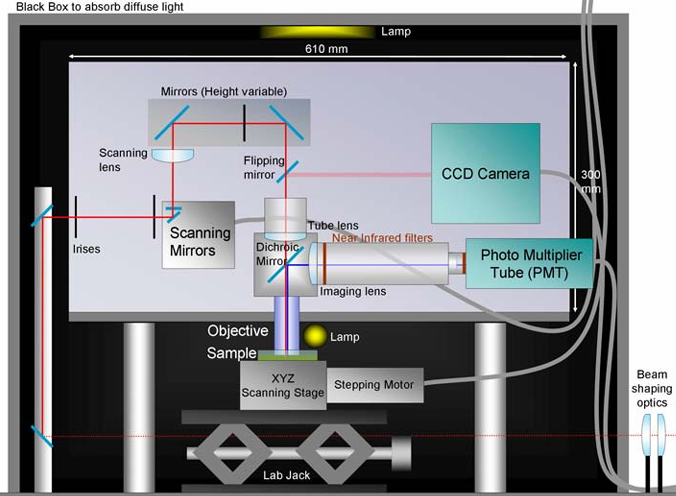 Black Box to absorb diffuse light
Lamp
610 mm
Mirrors (Height variable)
Scanning
lens
Flipping
mirror
CCD Camera
300
mm
Irises
Scanning
Mirrors
Tube lens
Near Infrared filters
Dichroic
Mirror
Photo Multiplier
Tube (PMT)
Imaging lens
Objective
Lamp
Sample
XYZ
Scanning Stage
Stepping Motor
Beam
shaping
optics
Lab Jack